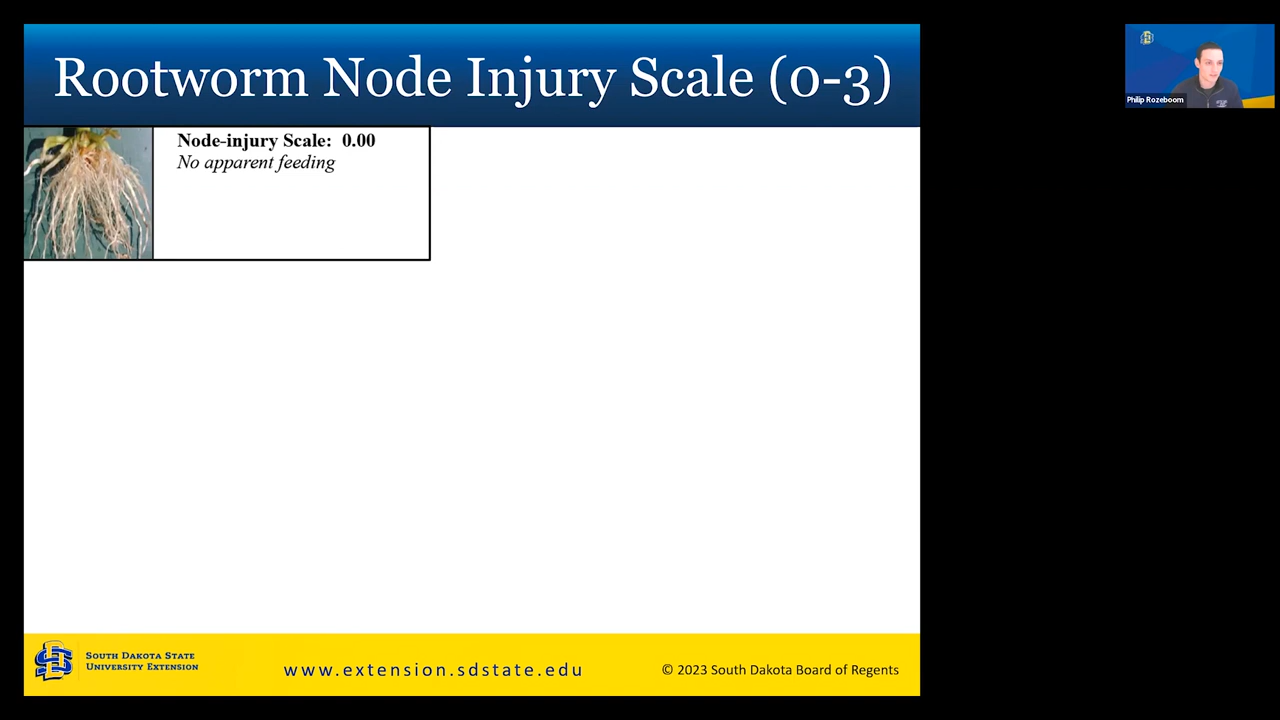 Rootworm Node Injury Scale (0-3)
Philip Rozeboom
Node-injury Scale: 0.00
No apparent feeding
SOUTH DAKOTA STATE
UNIVERSITY EXTENSION
www.extension.sdstate.edu
© 2023 South Dakota Board of Regents